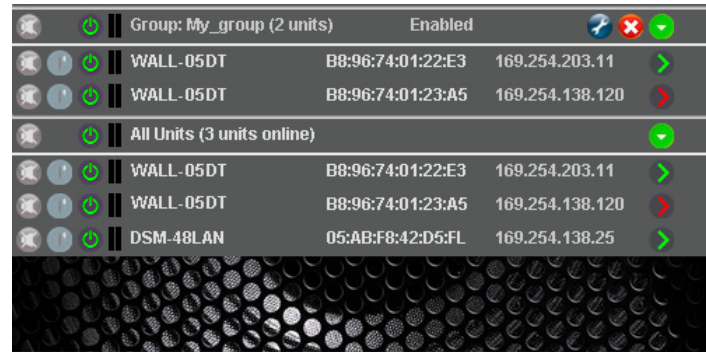 Group: My_group (2 units) Enabled
WALL-05DT B8:96:74:01:22:E3 169.254.203.11
WALL-05DT B8:96:74:01:23:A5 169.254.138.120
All Units (3 units online)
WALL-05DT B8:96:74:01:22:E3 169.254.203.11
WALL-05DT B8:96:74:01:23:A5 169.254.138.120
DSM-48LAN 05:AB:F8:42:D5:FL 169.254.138.25